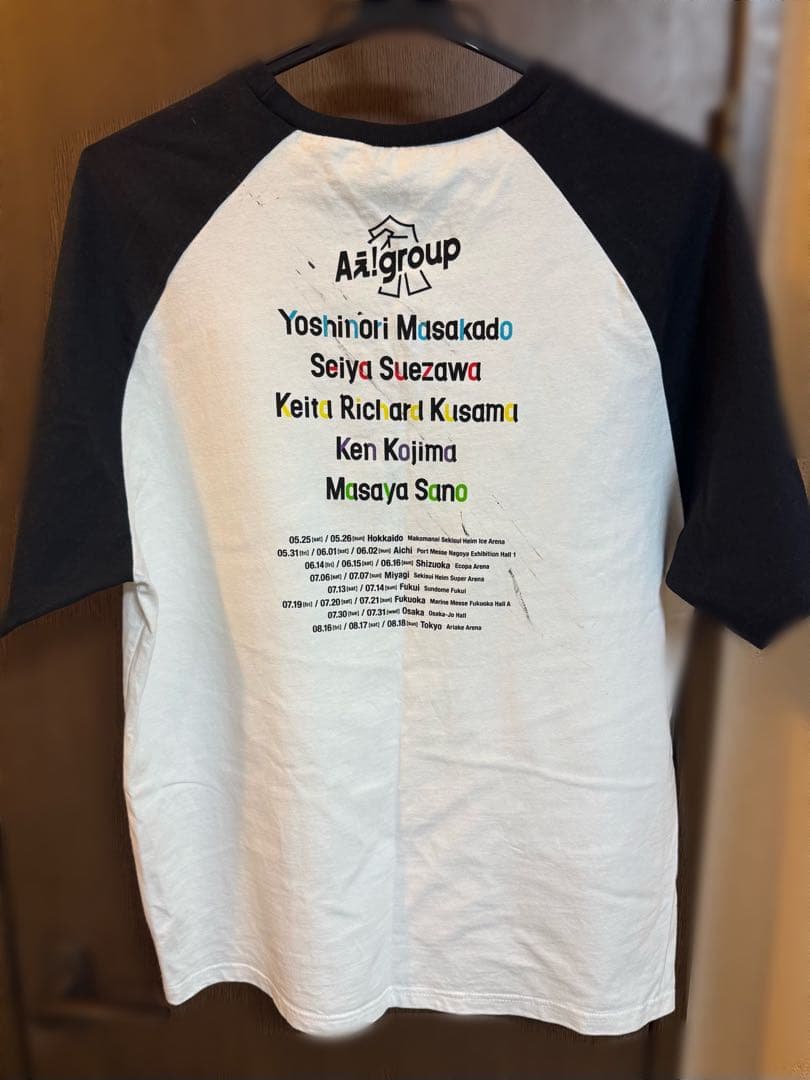 Aぇ! group
Yoshinori Masakado
Seiya Suezawa
Keita Richard Kusama
Ken Kojima
Masaya Sano
05.25[sat] / 05.26[sun] Hokkaido Makomanai Sekisui Heim Ice Arena
05.31[fri] / 06.01[sat] / 06.02[sun] Aichi Port Messe Nagoya Exhibition Hall 1
06.14[fri] / 06.15[sat] / 06.16[sun] Shizuoka Ecopa Arena
07.06[sat] / 07.07[sun] Miyagi Sekisui Heim Super Arena
07.13[sat] / 07.14[sun] Fukui Sundome Fukui
07.19[fri] / 07.20[sat] / 07.21[sun] Fukuoka Marine Messe Fukuoka Hall A
07.30[tue] / 07.31[wed] Osaka Osaka-Jo Hall
08.16[fri] / 08.17[sat] / 08.18[sun] Tokyo Ariake Arena